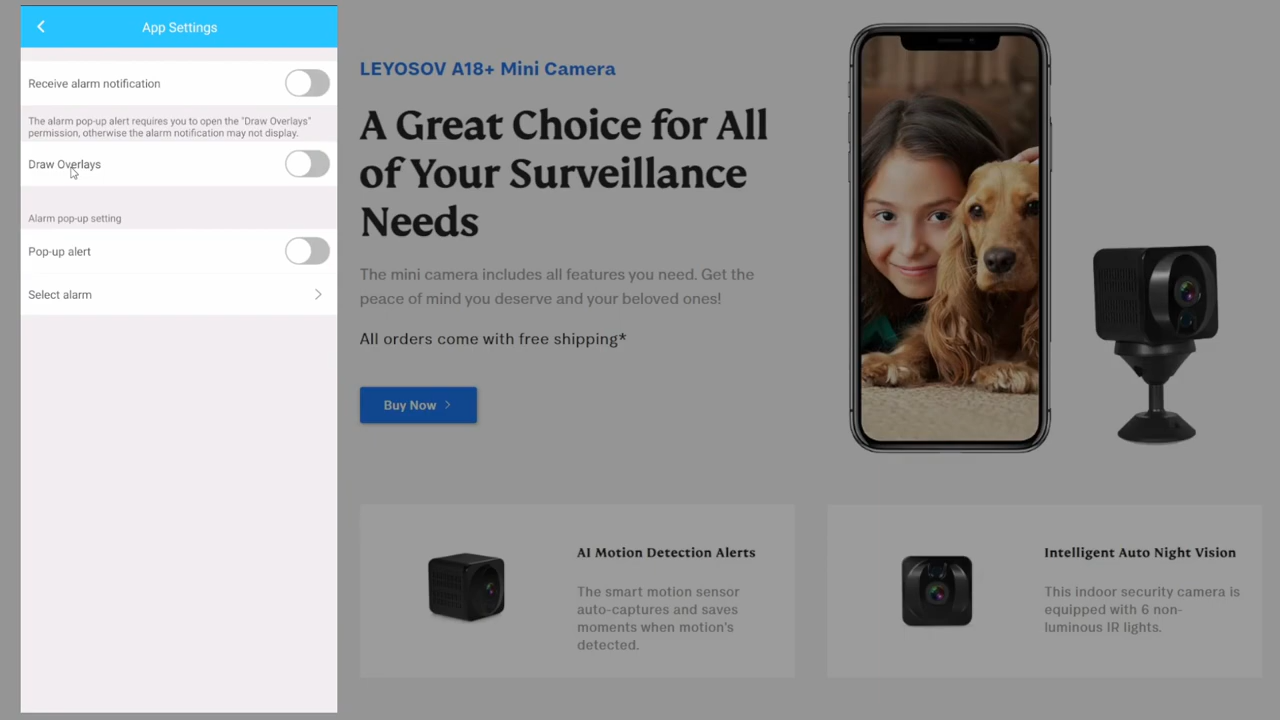 App Settings
Receive alarm notification
The alarm pop-up alert requires you to open the "Draw Overlays"
permission, otherwise the alarm notification may not display.
Draw Overlays
Alarm pop-up setting
Pop-up alert
Select alarm
LEYOSOV A18+ Mini Camera
A Great Choice for All
of Your Surveillance
Needs
The mini camera includes all features you need. Get the
peace of mind you deserve and your beloved ones!
All orders come with free shipping*
Buy Now
AI Motion Detection Alerts
The smart motion sensor
auto-captures and saves
moments when motion's
detected.
Intelligent Auto Night Vision
This indoor security camera is
equipped with 6 non-
luminous IR lights.